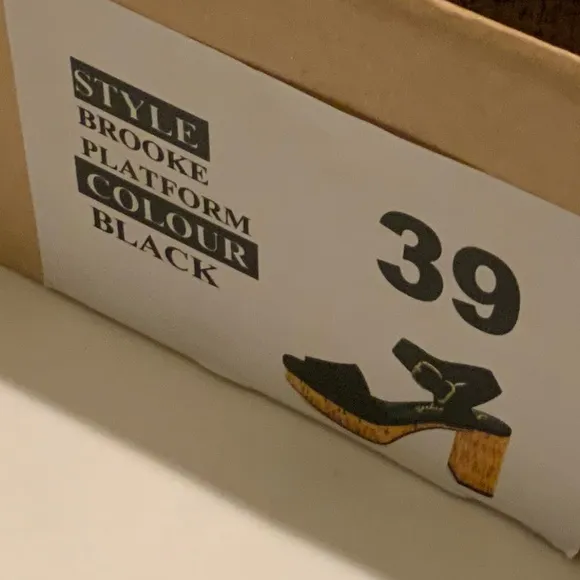 STYLE
BROOKE
PLATFORM
COLOUR
BLACK
39